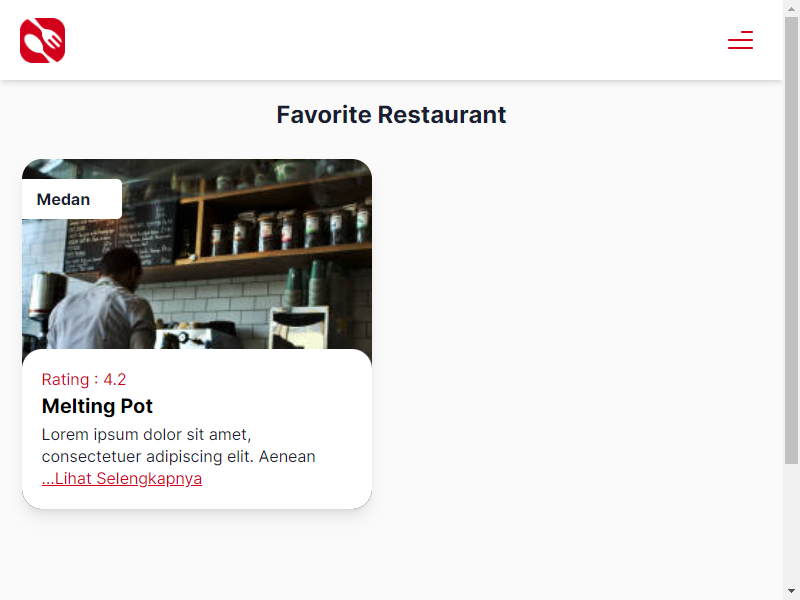 Favorite Restaurant
Medan
Rating : 4.2
Melting Pot
Lorem ipsum dolor sit amet,
consectetuer adipiscing elit. Aenean
...Lihat Selengkapnya